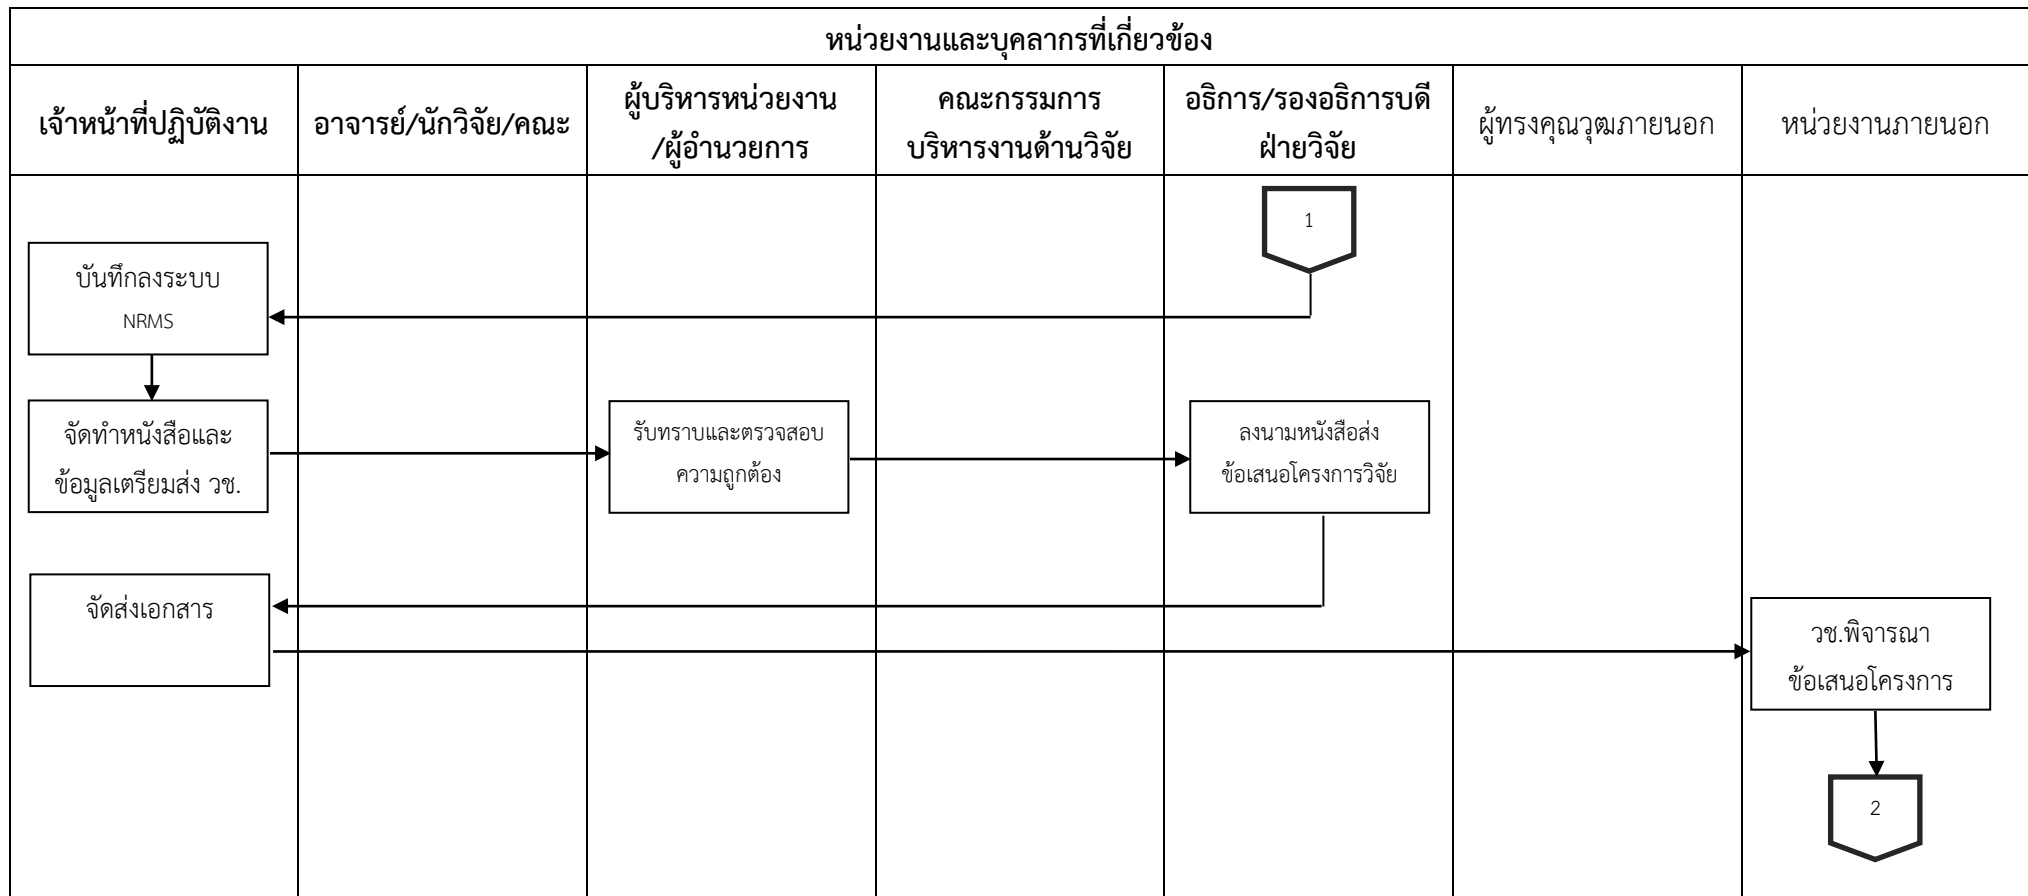 หน่วยงานและบุคลากรที่เกี่ยวข้อง
เจ้าหน้าที่ปฏิบัติงาน
อาจารย์/นักวิจัย/คณะ
ผู้บริหารหน่วยงาน
/ผู้อำนวยการ
คณะกรรมการ
บริหารงานด้านวิจัย
อธิการ/รองอธิการบดี
ฝ่ายวิจัย
ผู้ทรงคุณวุฒภายนอก
หน่วยงานภายนอก
1
บันทึกลงระบบ
NRMS
จัดทำหนังสือและ
ข้อมูลเตรียมส่ง วช.
รับทราบและตรวจสอบ
ความถูกต้อง
ลงนามหนังสือส่ง
ข้อเสนอโครงการวิจัย
จัดส่งเอกสาร
วช.พิจารณา
ข้อเสนอโครงการ
2